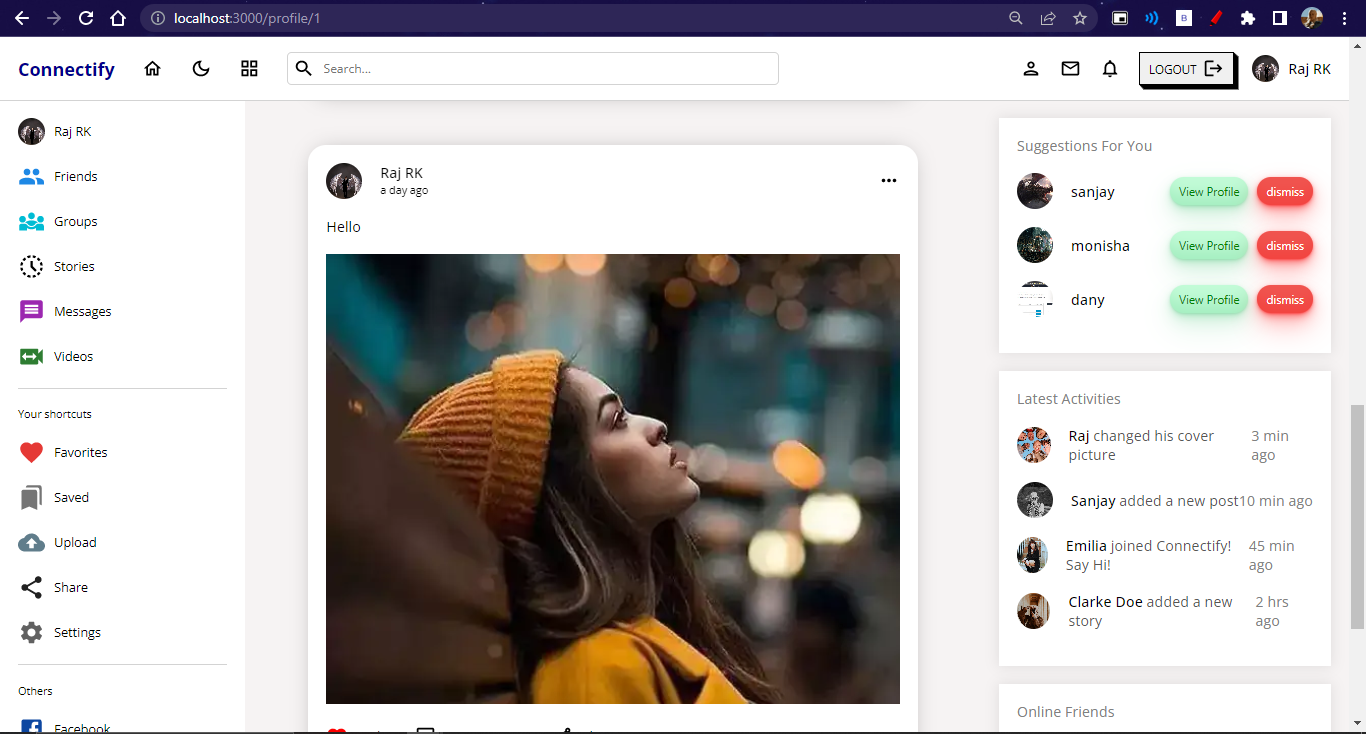 localhost:3000/profile/1
Connectify
Search...
LOGOUT
Raj RK
Raj RK
Friends
Groups
Stories
Messages
Videos
Your shortcuts
Favorites
Saved
Upload
Share
Settings
Others
Facebook
Raj RK
a day ago
Hello
Suggestions For You
sanjay View Profile dismiss
monisha View Profile dismiss
dany View Profile dismiss
Latest Activities
Raj changed his cover 3 min
picture ago
Sanjay added a new post10 min ago
Emilia joined Connectify! 45 min
Say Hi! ago
Clarke Doe added a new 2 hrs
story ago
Online Friends